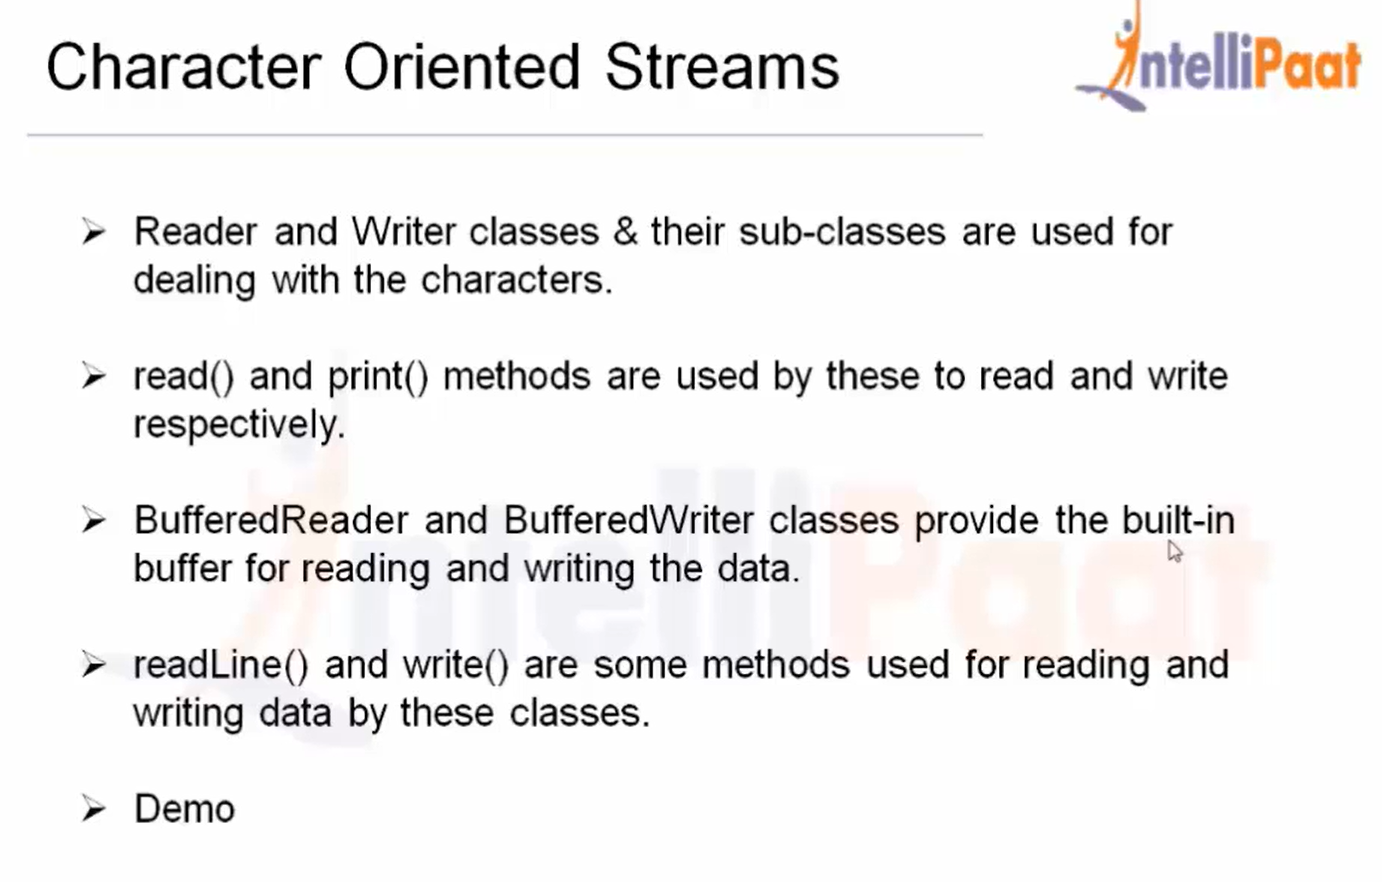 Character Oriented Streams
IntelliPaat
➢ Reader and Writer classes & their sub-classes are used for
dealing with the characters.
➢ read() and print() methods are used by these to read and write
respectively.
➢ BufferedReader and BufferedWriter classes provide the built-in
buffer for reading and writing the data.
➢ readLine() and write() are some methods used for reading and
writing data by these classes.
➢ Demo
IntelliPaat